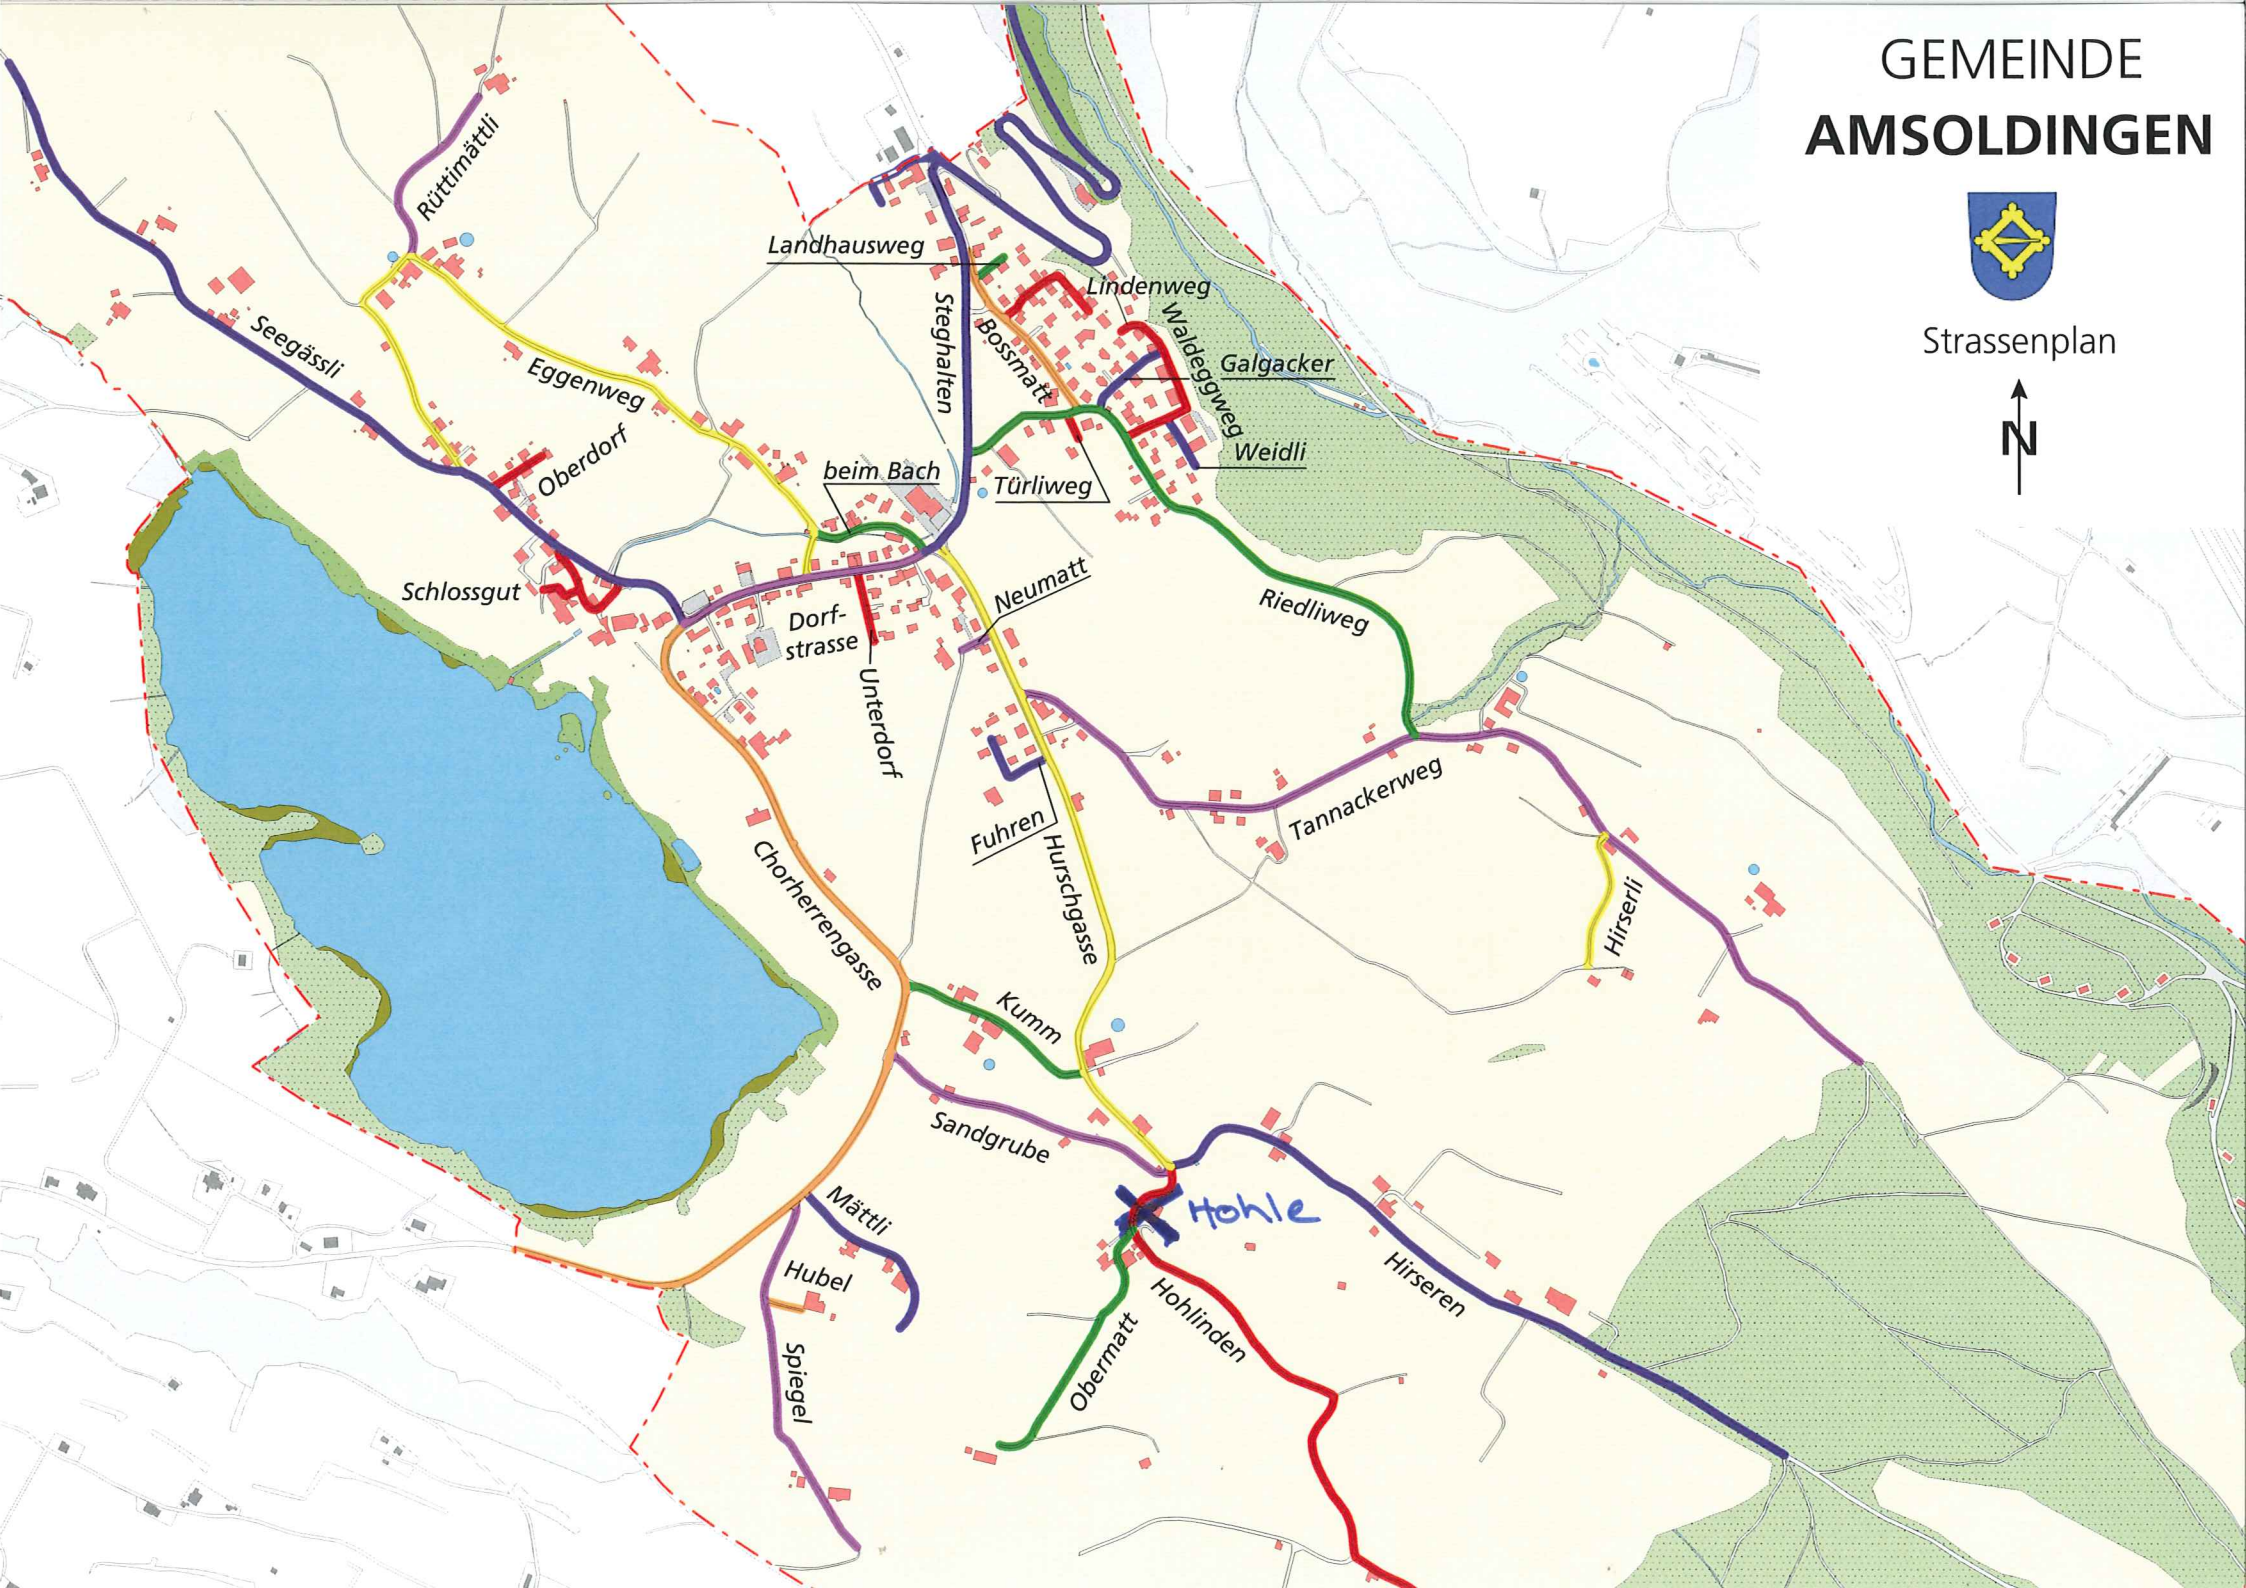 GEMEINDE
AMSOLDINGEN
Strassenplan
N
Rüttimättli
Landhausweg
Lindenweg
Seegässli
Steghalten
Bossmatt
Waldeggweg
Galgacker
Eggenweg
Oberdorf
beim Bach
Türliweg
Weidli
Schlossgut
Dorf-
strasse
Neumatt
Riedliweg
Unterdorf
Tannackerweg
Fuhren
Hurschgasse
Chorherrengasse
Hirserli
Kumm
Sandgrube
Mättli
Hohle
Hubel
Hirseren
Hohlinden
Obermatt
Spiegel